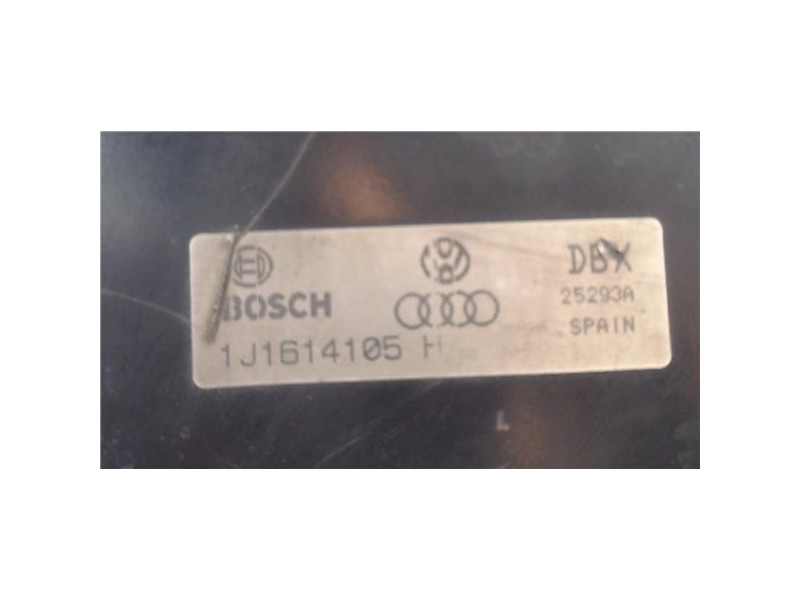 BOSCH
1J1614105 H
DBX
25293A
SPAIN
L